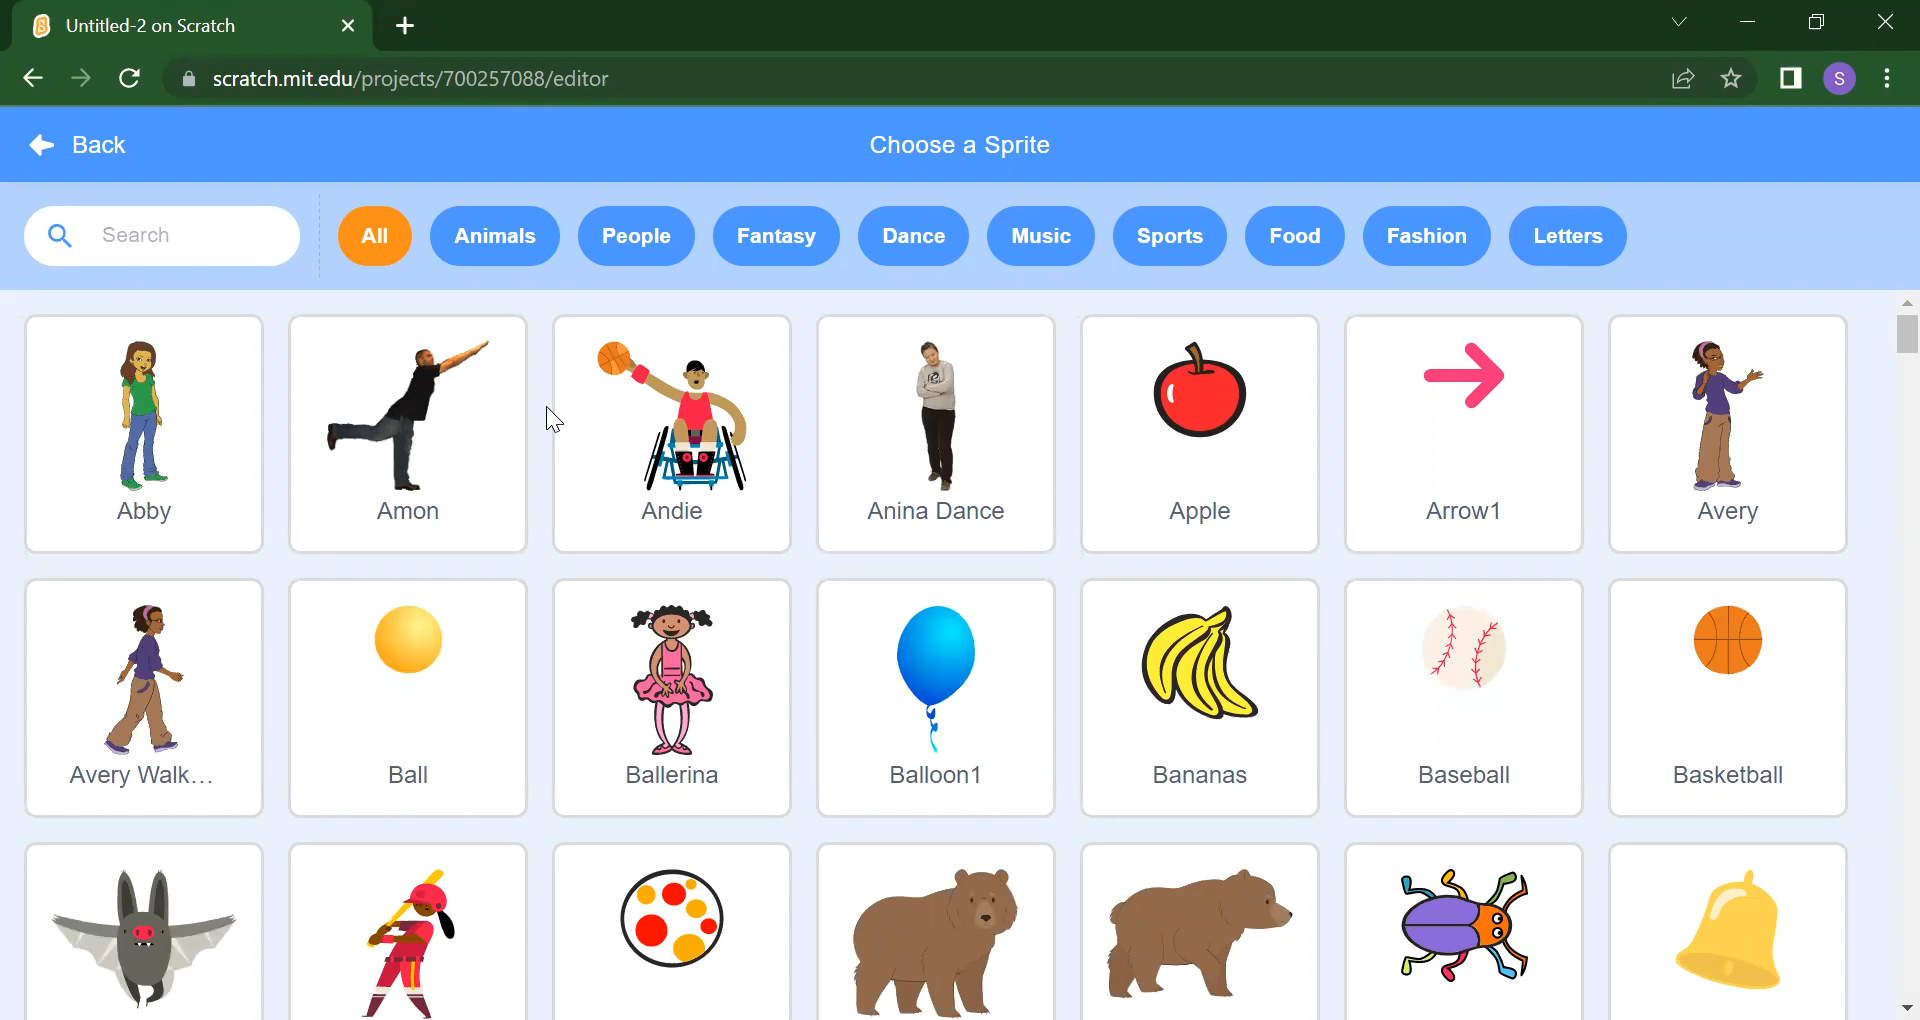 Untitled-2 on Scratch
scratch.mit.edu/projects/700257088/editor
S
Back
Choose a Sprite
Search
All
Animals
People
Fantasy
Dance
Music
Sports
Food
Fashion
Letters
Abby
Amon
Andie
Anina Dance
Apple
Arrow1
Avery
Avery Walk...
Ball
Ballerina
Balloon1
Bananas
Baseball
Basketball